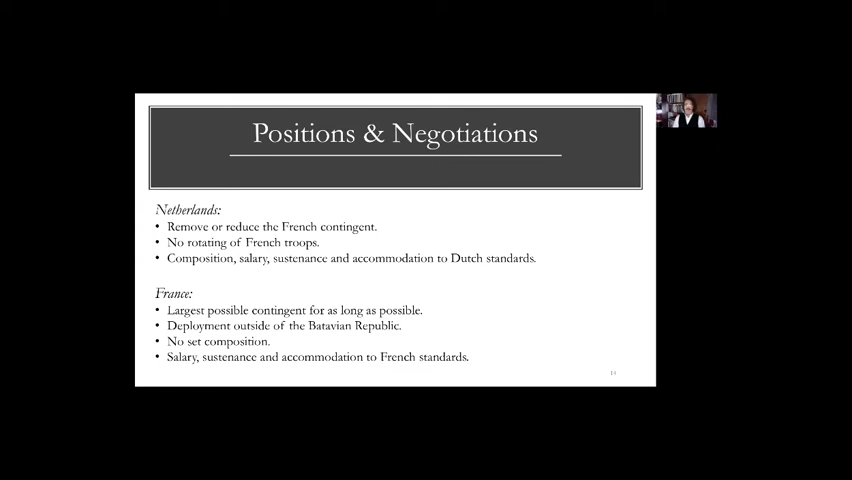 Positions & Negotiations
Netherlands:
• Remove or reduce the French contingent.
• No rotating of French troops.
• Composition, salary, sustenance and accommodation to Dutch standards.
France:
• Largest possible contingent for as long as possible.
• Deployment outside of the Batavian Republic.
• No set composition.
• Salary, sustenance and accommodation to French standards.
14